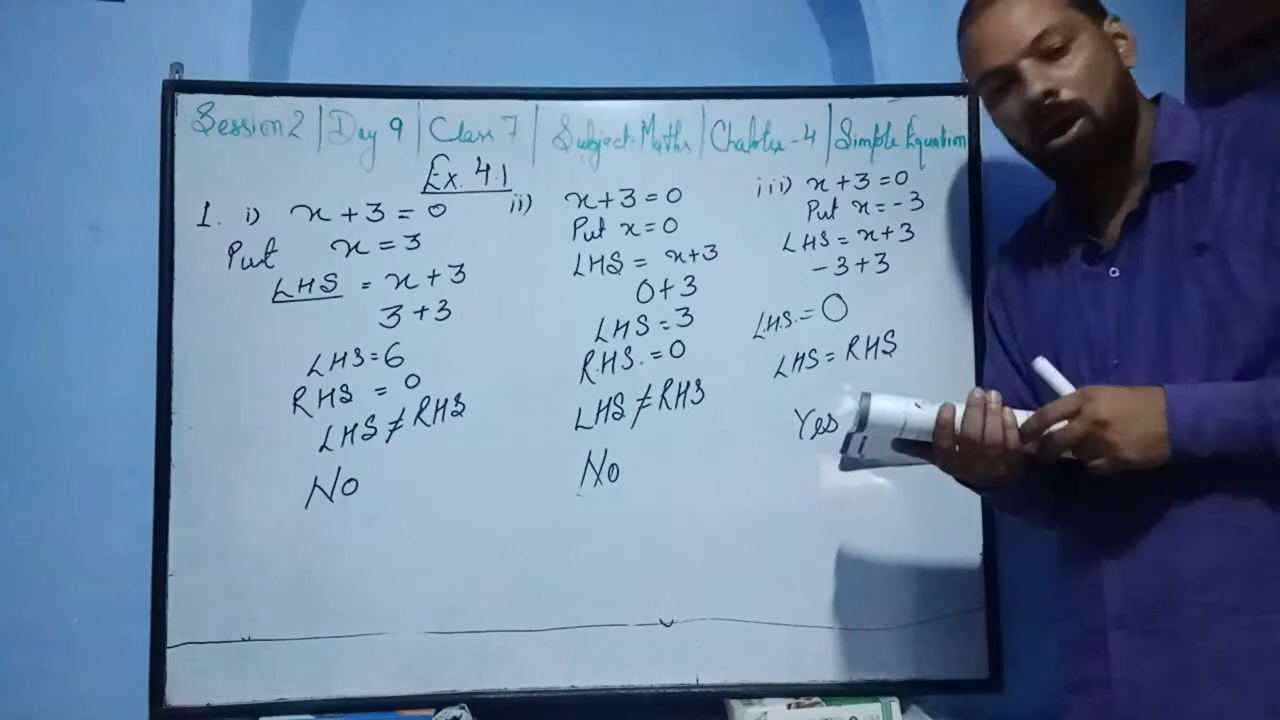 Session 2 | Day 9 | Class 7 | Subject: Maths | Chapter - 4 | Simple Equation
Ex. 4.1
1. i) x + 3 = 0
Put x = 3
LHS = x + 3
3 + 3
LHS = 6
RHS = 0
LHS ≠ RHS
No
ii) x + 3 = 0
Put x = 0
LHS = x + 3
0 + 3
LHS = 3
RHS. = 0
LHS ≠ RHS
No
iii) x + 3 = 0
Put x = -3
LHS = x + 3
-3 + 3
L.H.S. = 0
LHS = RHS
Yes